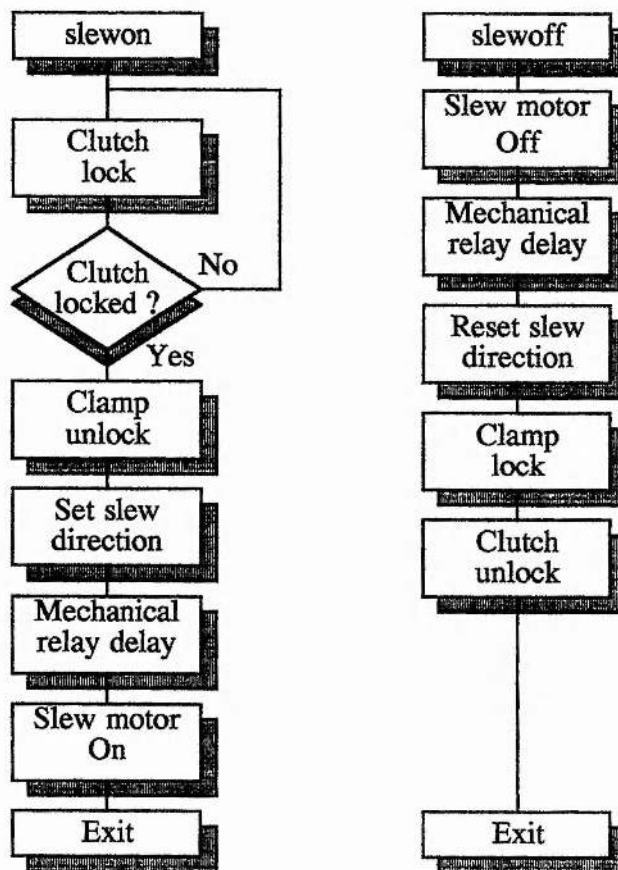 slewon
Clutch
lock
Clutch
locked ?
No
Yes
Clamp
unlock
Set slew
direction
Mechanical
relay delay
Slew motor
On
Exit
slewoff
Slew motor
Off
Mechanical
relay delay
Reset slew
direction
Clamp
lock
Clutch
unlock
Exit